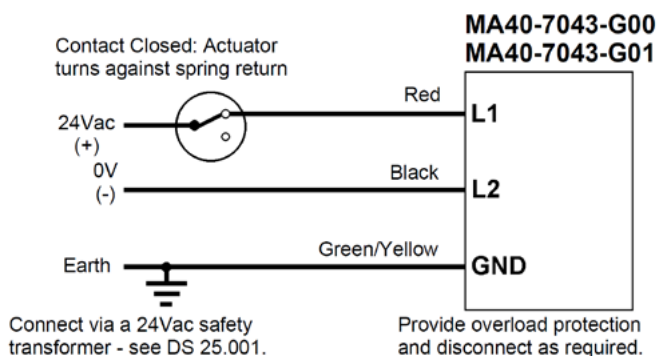 MA40-7043-G00
MA40-7043-G01
Contact Closed: Actuator
turns against spring return
Red
L1
24Vac
(+)
0V
(-)
Black
L2
Green/Yellow
Earth
GND
Connect via a 24Vac safety
transformer - see DS 25.001.
Provide overload protection
and disconnect as required.